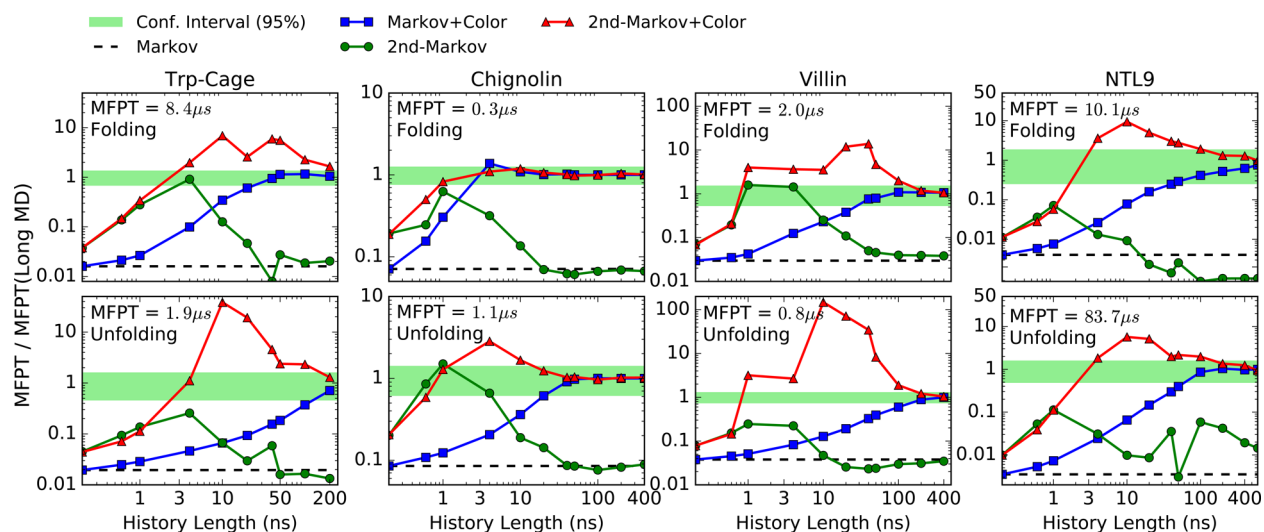 Conf. Interval (95%) Markov+Color 2nd-Markov+Color
Markov 2nd-Markov
Trp-Cage Chignolin Villin NTL9
MFPT / MFPT(Long MD)
MFPT = 8.4μs
Folding
10
1
0.1
0.01
MFPT = 0.3μs
Folding
10
1
0.1
MFPT = 2.0μs
Folding
100
10
1
0.1
0.01
MFPT = 10.1μs
Folding
50
10
1
0.1
0.01
MFPT = 1.9μs
Unfolding
10
1
0.1
0.01
1 3 10 50 200
History Length (ns)
MFPT = 1.1μs
Unfolding
10
1
0.1
1 3 10 100 400
History Length (ns)
MFPT = 0.8μs
Unfolding
100
10
1
0.1
0.01
1 3 10 100 400
History Length (ns)
MFPT = 83.7μs
Unfolding
50
10
1
0.1
0.01
1 10 100 400
History Length (ns)